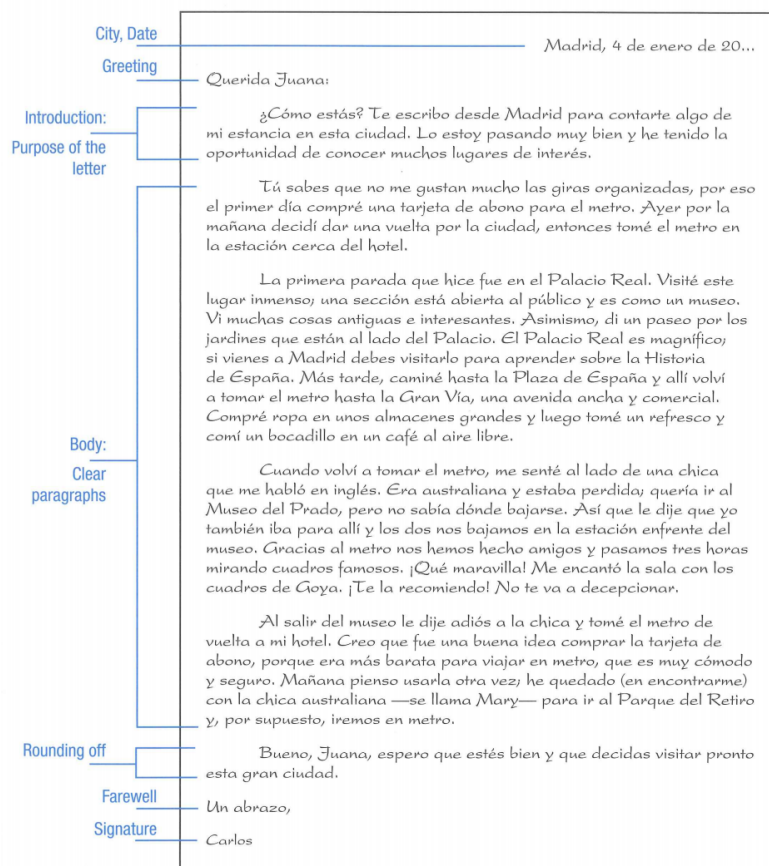 City, Date
Madrid, 4 de enero de 20...
Greeting
Querida Juana:
Introduction:
Purpose of the
letter
¿Cómo estás? Te escribo desde Madrid para contarte algo de
mi estancia en esta ciudad. Lo estoy pasando muy bien y he tenido la
oportunidad de conocer muchos lugares de interés.
Body:
Clear
paragraphs
Tú sabes que no me gustan mucho las giras organizadas, por eso
el primer día compré una tarjeta de abono para el metro. Ayer por la
mañana decidí dar una vuelta por la ciudad, entonces tomé el metro en
la estación cerca del hotel.
La primera parada que hice fue en el Palacio Real. Visité este
lugar inmenso; una sección está abierta al público y es como un museo.
Vi muchas cosas antiguas e interesantes. Asimismo, di un paseo por los
jardines que están al lado del Palacio. El Palacio Real es magnífico;
si vienes a Madrid debes visitarlo para aprender sobre la Historia
de España. Más tarde, caminé hasta la Plaza de España y allí volví
a tomar el metro hasta la Gran Vía, una avenida ancha y comercial.
Compré ropa en unos almacenes grandes y luego tomé un refresco y
comí un bocadillo en un café al aire libre.
Cuando volví a tomar el metro, me senté al lado de una chica
que me habló en inglés. Era australiana y estaba perdida; quería ir al
Museo del Prado, pero no sabía dónde bajarse. Así que le dije que yo
también iba para allí y los dos nos bajamos en la estación enfrente del
museo. Gracias al metro nos hemos hecho amigos y pasamos tres horas
mirando cuadros famosos. ¡Qué maravilla! Me encantó la sala con los
cuadros de Goya. ¡Te la recomiendo! No te va a decepcionar.
Al salir del museo le dije adiós a la chica y tomé el metro de
vuelta a mi hotel. Creo que fue una buena idea comprar la tarjeta de
abono, porque era más barata para viajar en metro, que es muy cómodo
y seguro. Mañana pienso usarla otra vez; he quedado (en encontrarme)
con la chica australiana —se llama Mary— para ir al Parque del Retiro
y, por supuesto, iremos en metro.
Rounding off
Bueno, Juana, espero que estés bien y que decidas visitar pronto
esta gran ciudad.
Farewell
Un abrazo,
Signature
Carlos